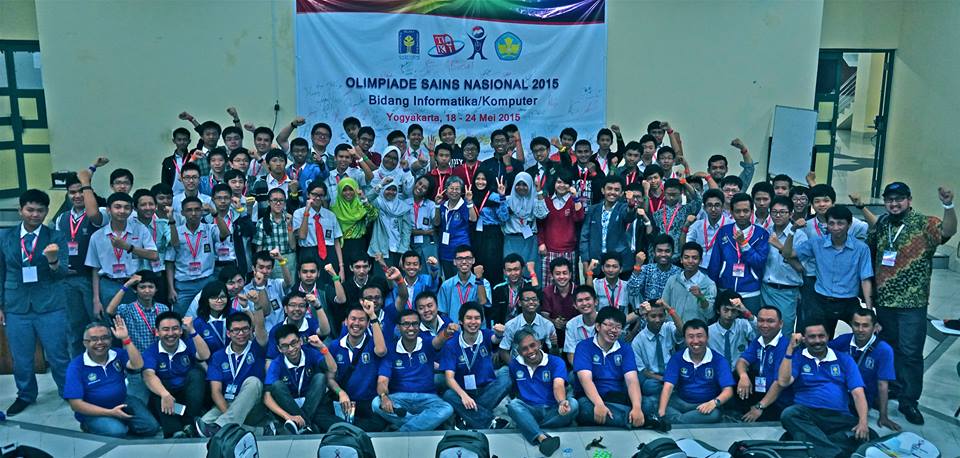 OLIMPIADE SAINS NASIONAL 2015
Bidang Informatika/Komputer
Yogyakarta, 18 - 24 Mei 2015